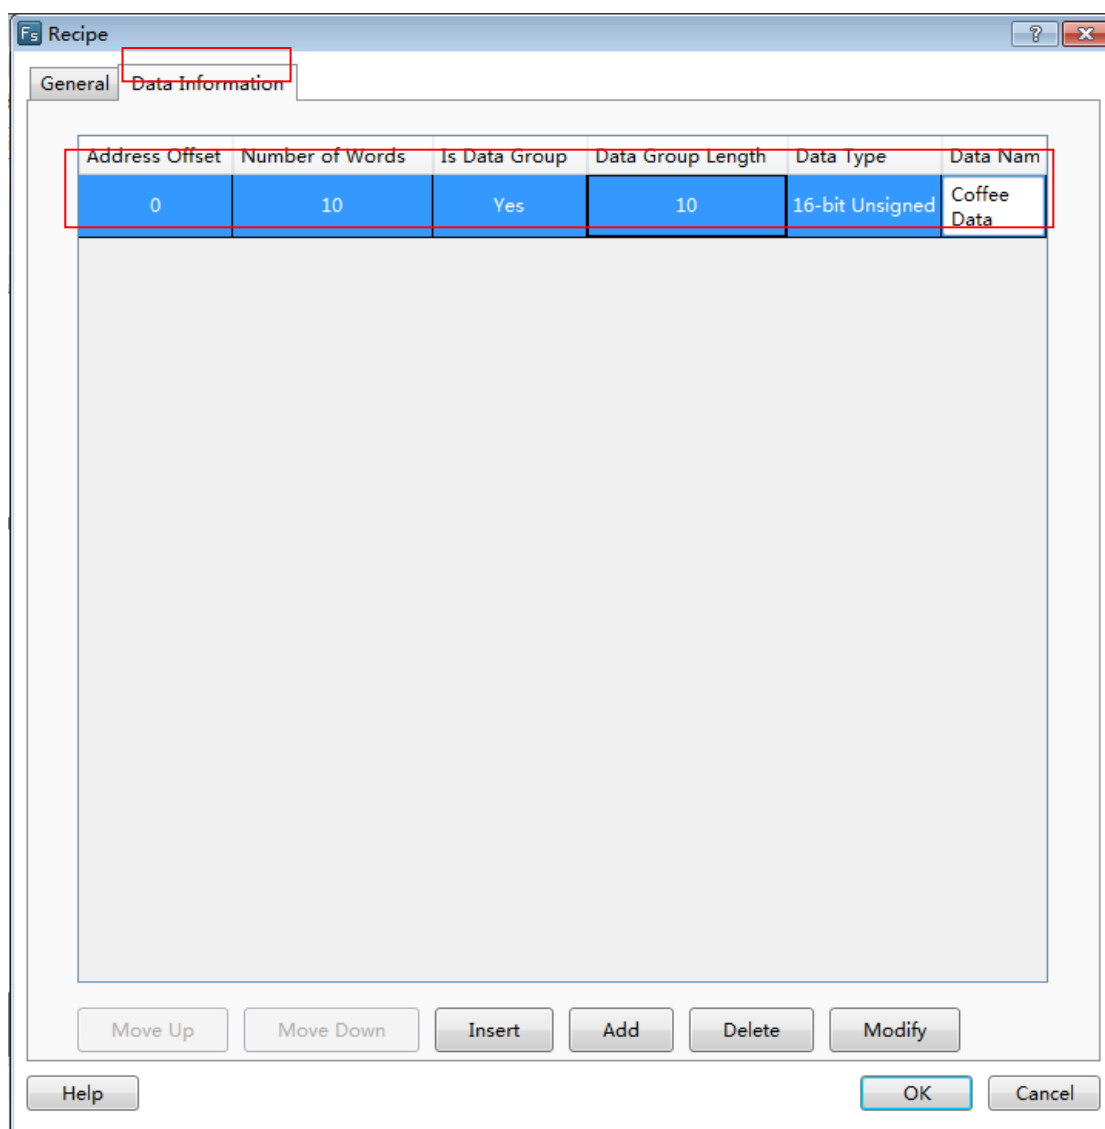 Fs Recipe
General Data Information
Address Offset Number of Words Is Data Group Data Group Length Data Type Data Nam
0 10 Yes 10 16-bit Unsigned Coffee
Data
Move Up Move Down Insert Add Delete Modify
Help OK Cancel